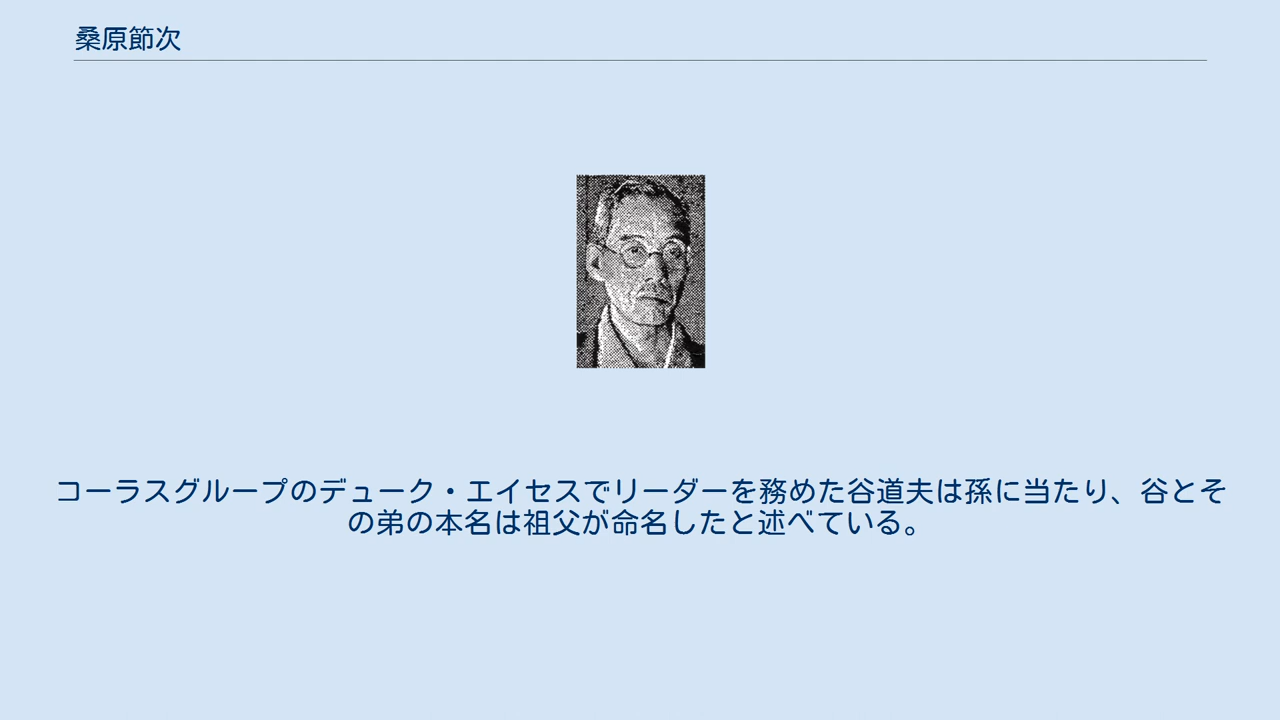 桑原節次
コーラスグループのデューク・エイセスでリーダーを務めた谷道夫は孫に当たり、谷とそ
の弟の本名は祖父が命名したと述べている。